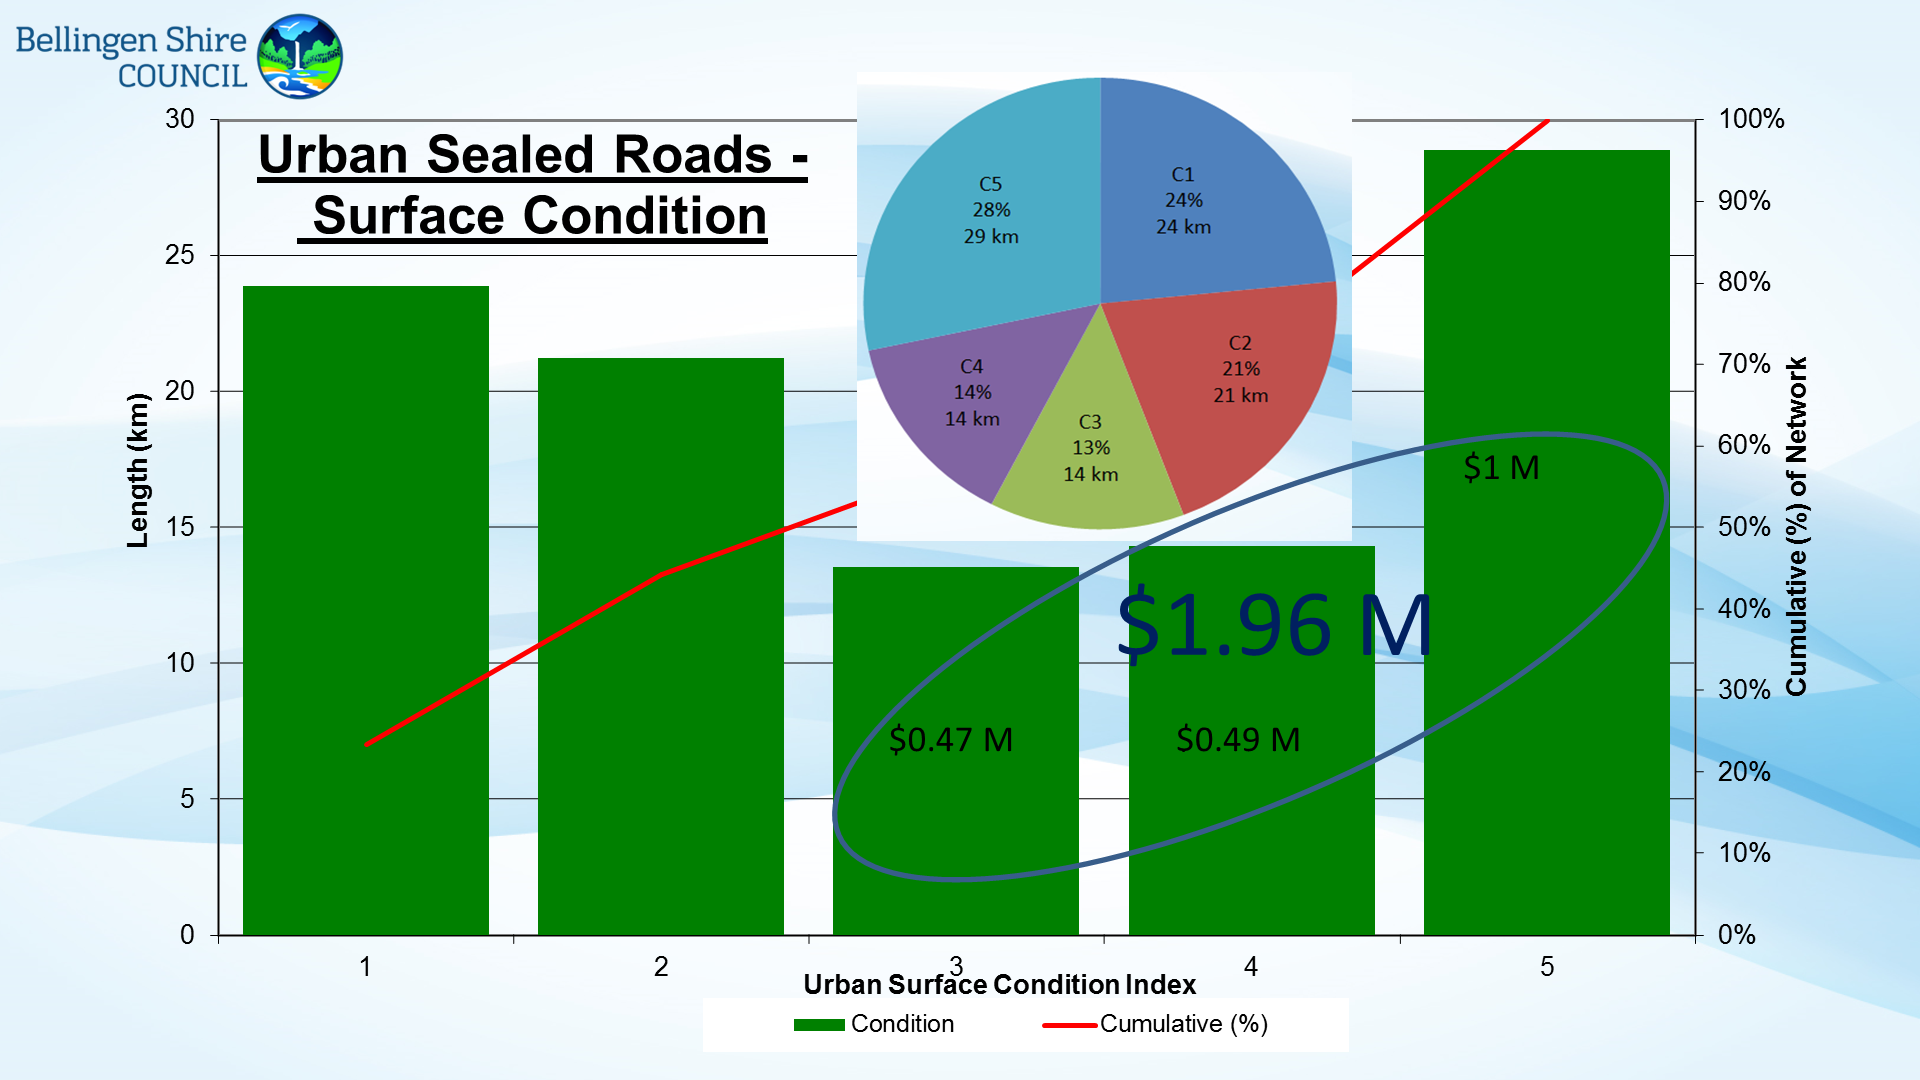 Bellingen Shire
COUNCIL
Urban Sealed Roads -
Surface Condition
30
25
20
15
10
5
0
Length (km)
C5
28%
29 km
C1
24%
24 km
C4
14%
14 km
C2
21%
21 km
C3
13%
14 km
$1 M
$1.96 M
$0.47 M
$0.49 M
100%
90%
80%
70%
60%
50%
40%
30%
20%
10%
0%
Cumulative (%) of Network
1
2
3
4
5
Urban Surface Condition Index
Condition
Cumulative (%)